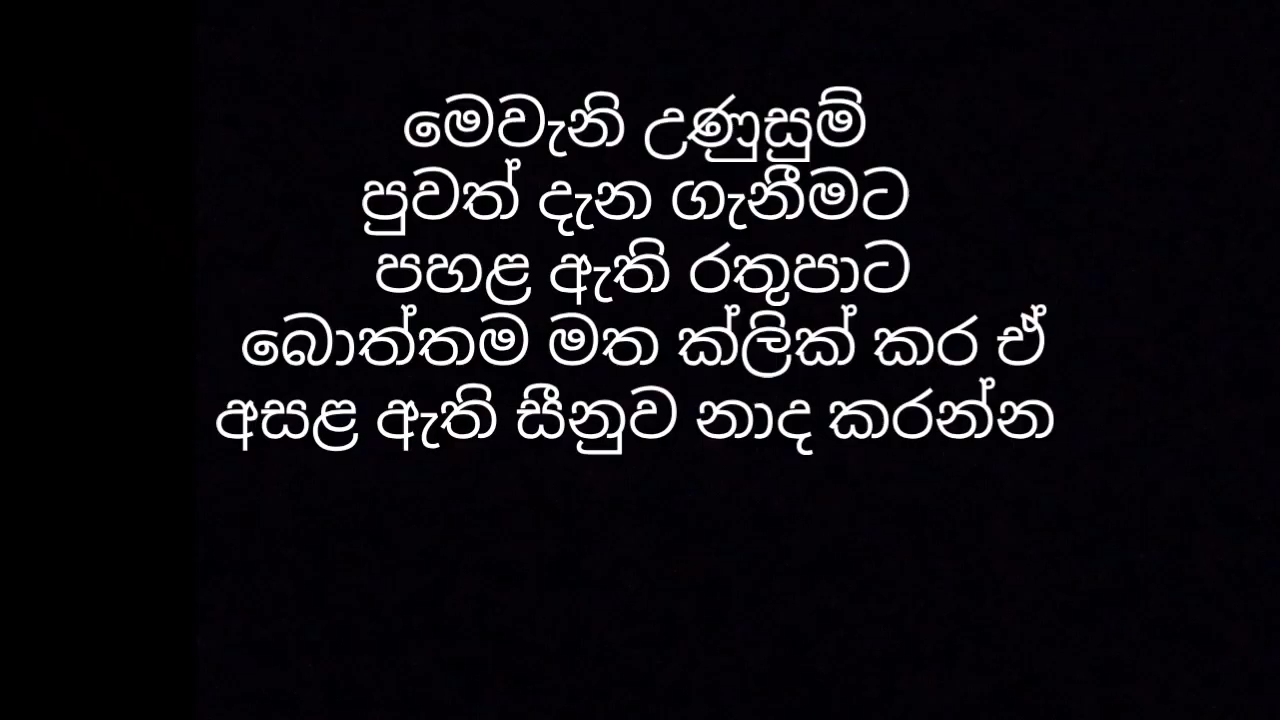 මෙවැනි උණුසුම්
පුවත් දැන ගැනීමට
පහළ ඇති රතුපාට
බොත්තම මත ක්ලික් කර ඒ
අසළ ඇති සීනුව නාද කරන්න